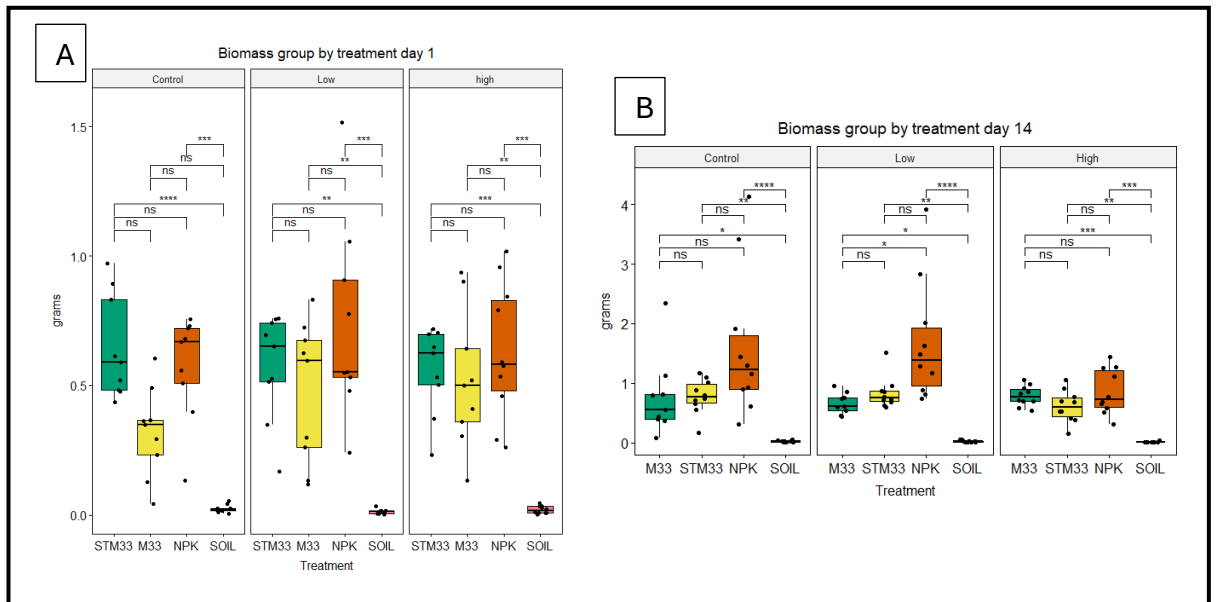 A
Biomass group by treatment day 1
Control Low high
***
ns
**
ns
****
ns
ns
***
**
ns
**
ns
ns
***
**
ns
***
ns
ns
1.5
1.0
0.5
0.0
grams
STM33 M33 NPK SOIL STM33 M33 NPK SOIL STM33 M33 NPK SOIL
Treatment
B
Biomass group by treatment day 14
Control Low High
****
**
ns
*
ns
ns
****
**
ns
*
*
ns
***
**
ns
***
ns
ns
4
3
2
1
0
grams
M33 STM33 NPK SOIL M33 STM33 NPK SOIL M33 STM33 NPK SOIL
Treatment